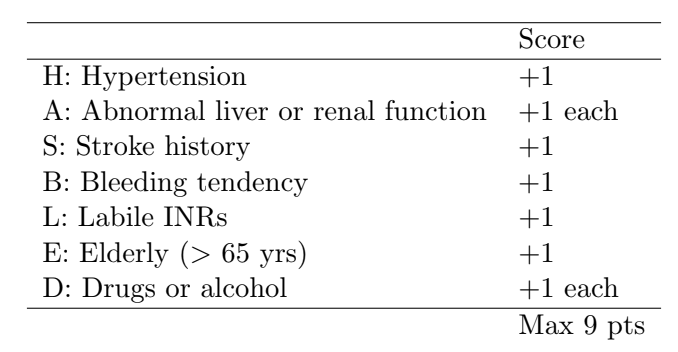 Score
H: Hypertension +1
A: Abnormal liver or renal function +1 each
S: Stroke history +1
B: Bleeding tendency +1
L: Labile INRs +1
E: Elderly (> 65 yrs) +1
D: Drugs or alcohol +1 each
Max 9 pts